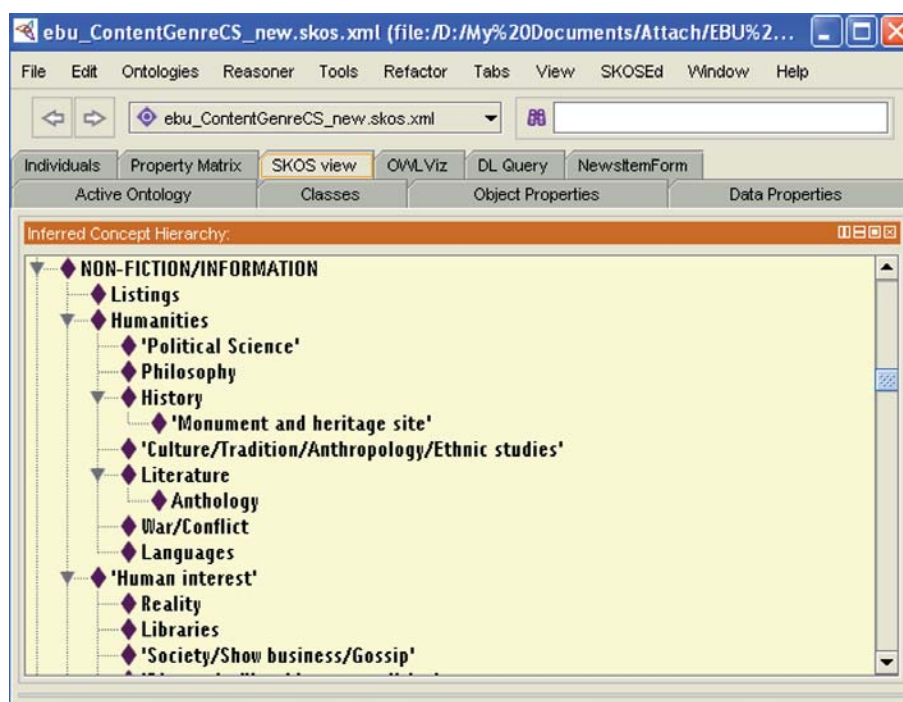 ebu_ContentGenreCS_new.skos.xml (file:/D:/My%20Documents/Attach/EBU%2...
File Edit Ontologies Reasoner Tools Refactor Tabs View SKOSEd Window Help
ebu_ContentGenreCS_new.skos.xml
Individuals Property Matrix SKOS view OWLViz DL Query NewsItemForm
Active Ontology Classes Object Properties Data Properties
Inferred Concept Hierarchy:
NON-FICTION/INFORMATION
Listings
Humanities
'Political Science'
Philosophy
History
'Monument and heritage site'
'Culture/Tradition/Anthropology/Ethnic studies'
Literature
Anthology
War/Conflict
Languages
'Human interest'
Reality
Libraries
'Society/Show business/Gossip'